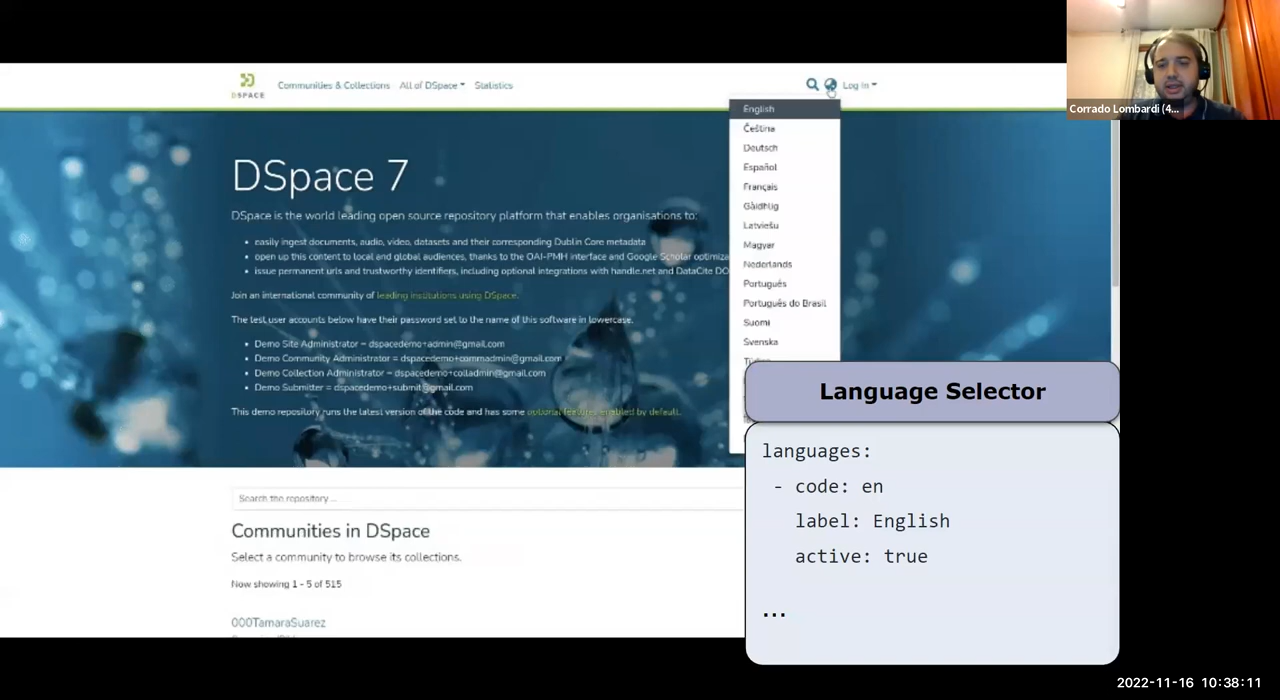 Corrado Lombardi (4...
DSPACE
Communities & Collections All of DSpace Statistics
Log In
English
Čeština
Deutsch
Español
Français
Gàidhlig
Latviešu
Magyar
Nederlands
Português
Português do Brasil
Suomi
Svenska
DSpace 7
DSpace is the world leading open source repository platform that enables organisations to:
easily ingest documents, audio, video, datasets and their corresponding Dublin Core metadata
open up this content to local and global audiences, thanks to the OAI-PMH interface and Google Scholar optimiza
issue permanent urls and trustworthy identifiers, including optional integrations with handle.net and DataCite DO
Join an international community of leading institutions using DSpace.
The test user accounts below have their password set to the name of this software in lowercase.
Demo Site Administrator = dspacedemo+admin@gmail.com
Demo Community Administrator = dspacedemo+commadmin@gmail.com
Demo Collection Administrator = dspacedemo+colladmin@gmail.com
Demo Submitter = dspacedemo+submit@gmail.com
This demo repository runs the latest version of the code and has some optional features enabled by default.
Search the repository ...
Communities in DSpace
Select a community to browse its collections.
Now showing 1 - 5 of 515
000TamaraSuarez
Language Selector
languages:
- code: en
label: English
active: true
...
2022-11-16 10:38:11